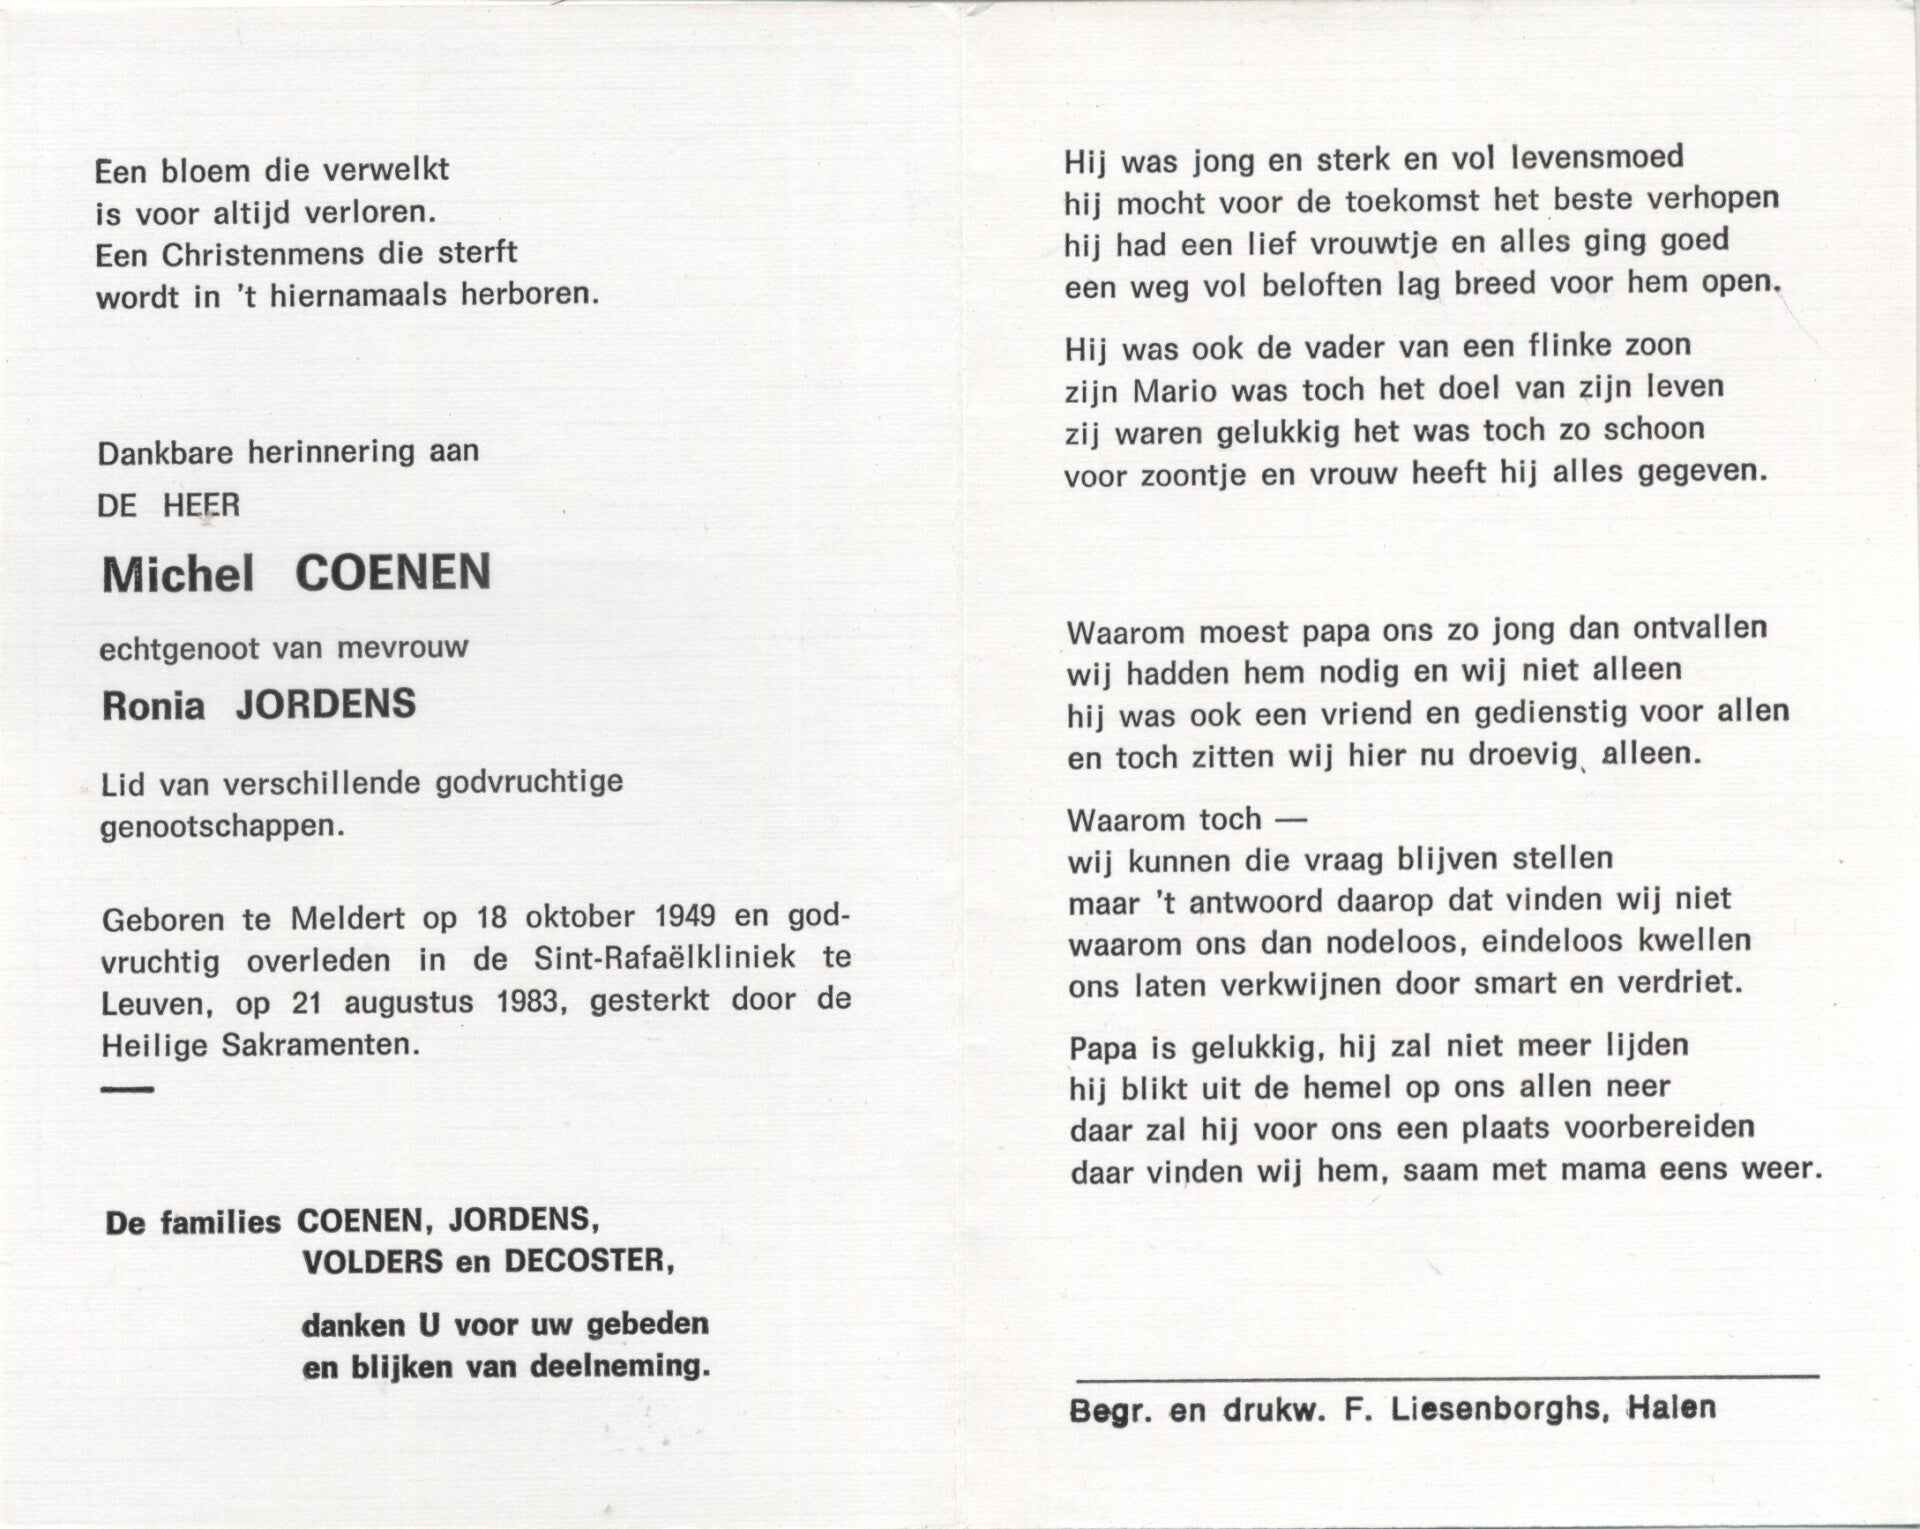 Een bloem die verwelkt
is voor altijd verloren.
Een Christenmens die sterft
wordt in 't hiernamaals herboren.
Dankbare herinnering aan
DE HEER
Michel COENEN
echtgenoot van mevrouw
Ronia JORDENS
Lid van verschillende godvruchtige
genootschappen.
Geboren te Meldert op 18 oktober 1949 en god-
vruchtig overleden in de Sint-Rafaëlkliniek te
Leuven, op 21 augustus 1983, gesterkt door de
Heilige Sakramenten.
De families COENEN, JORDENS,
VOLDERS en DECOSTER,
danken U voor uw gebeden
en blijken van deelneming.
Hij was jong en sterk en vol levensmoed
hij mocht voor de toekomst het beste verhopen
hij had een lief vrouwtje en alles ging goed
een weg vol beloften lag breed voor hem open.
Hij was ook de vader van een flinke zoon
zijn Mario was toch het doel van zijn leven
zij waren gelukkig het was toch zo schoon
voor zoontje en vrouw heeft hij alles gegeven.
Waarom moest papa ons zo jong dan ontvallen
wij hadden hem nodig en wij niet alleen
hij was ook een vriend en gedienstig voor allen
en toch zitten wij hier nu droevig, alleen.
Waarom toch —
wij kunnen die vraag blijven stellen
maar 't antwoord daarop dat vinden wij niet
waarom ons dan nodeloos, eindeloos kwellen
ons laten verkwijnen door smart en verdriet.
Papa is gelukkig, hij zal niet meer lijden
hij blikt uit de hemel op ons allen neer
daar zal hij voor ons een plaats voorbereiden
daar vinden wij hem, saam met mama eens weer.
Begr. en drukw. F. Liesenborghs, Halen